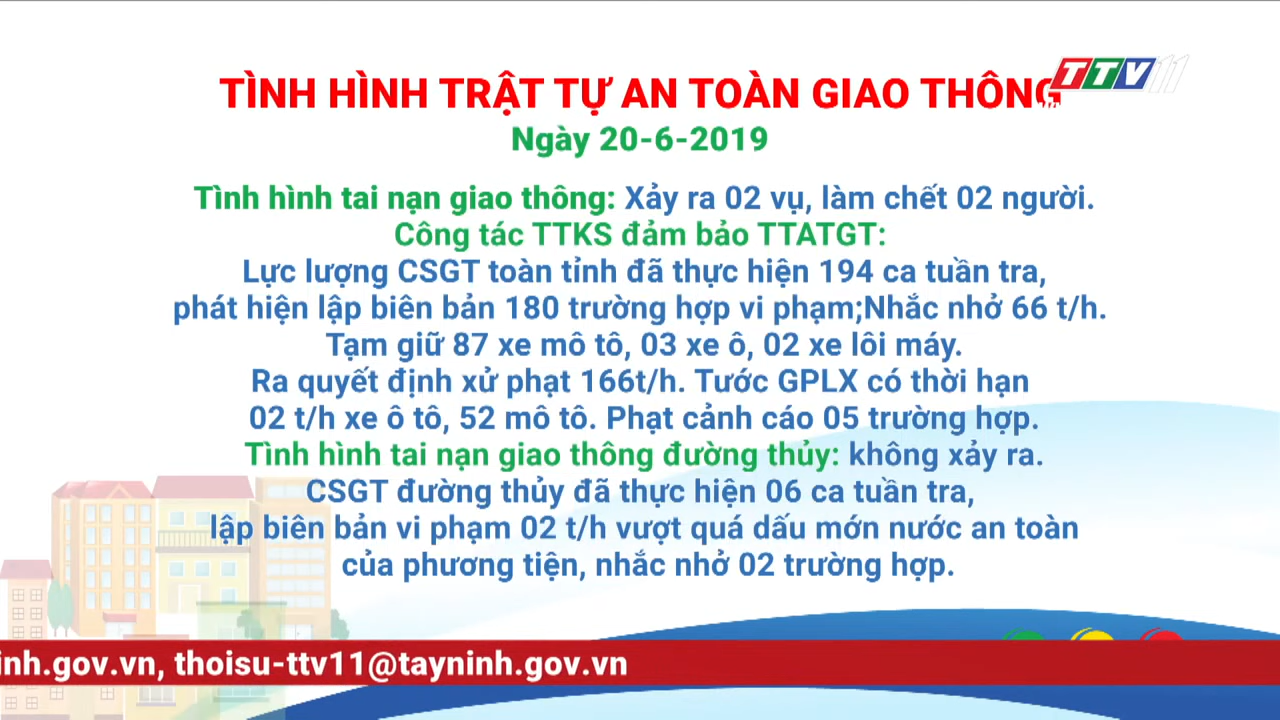 TÌNH HÌNH TRẬT TỰ AN TOÀN GIAO THÔNG
TTV11
Ngày 20-6-2019
Tình hình tai nạn giao thông: Xảy ra 02 vụ, làm chết 02 người.
Công tác TTKS đảm bảo TTATGT:
Lực lượng CSGT toàn tỉnh đã thực hiện 194 ca tuần tra,
phát hiện lập biên bản 180 trường hợp vi phạm;Nhắc nhở 66 t/h.
Tạm giữ 87 xe mô tô, 03 xe ô, 02 xe lôi máy.
Ra quyết định xử phạt 166t/h. Tước GPLX có thời hạn
02 t/h xe ô tô, 52 mô tô. Phạt cảnh cáo 05 trường hợp.
Tình hình tai nạn giao thông đường thủy: không xảy ra.
CSGT đường thủy đã thực hiện 06 ca tuần tra,
lập biên bản vi phạm 02 t/h vượt quá dấu mớn nước an toàn
của phương tiện, nhắc nhở 02 trường hợp.
inh.gov.vn, thoisu-ttv11@tayninh.gov.vn